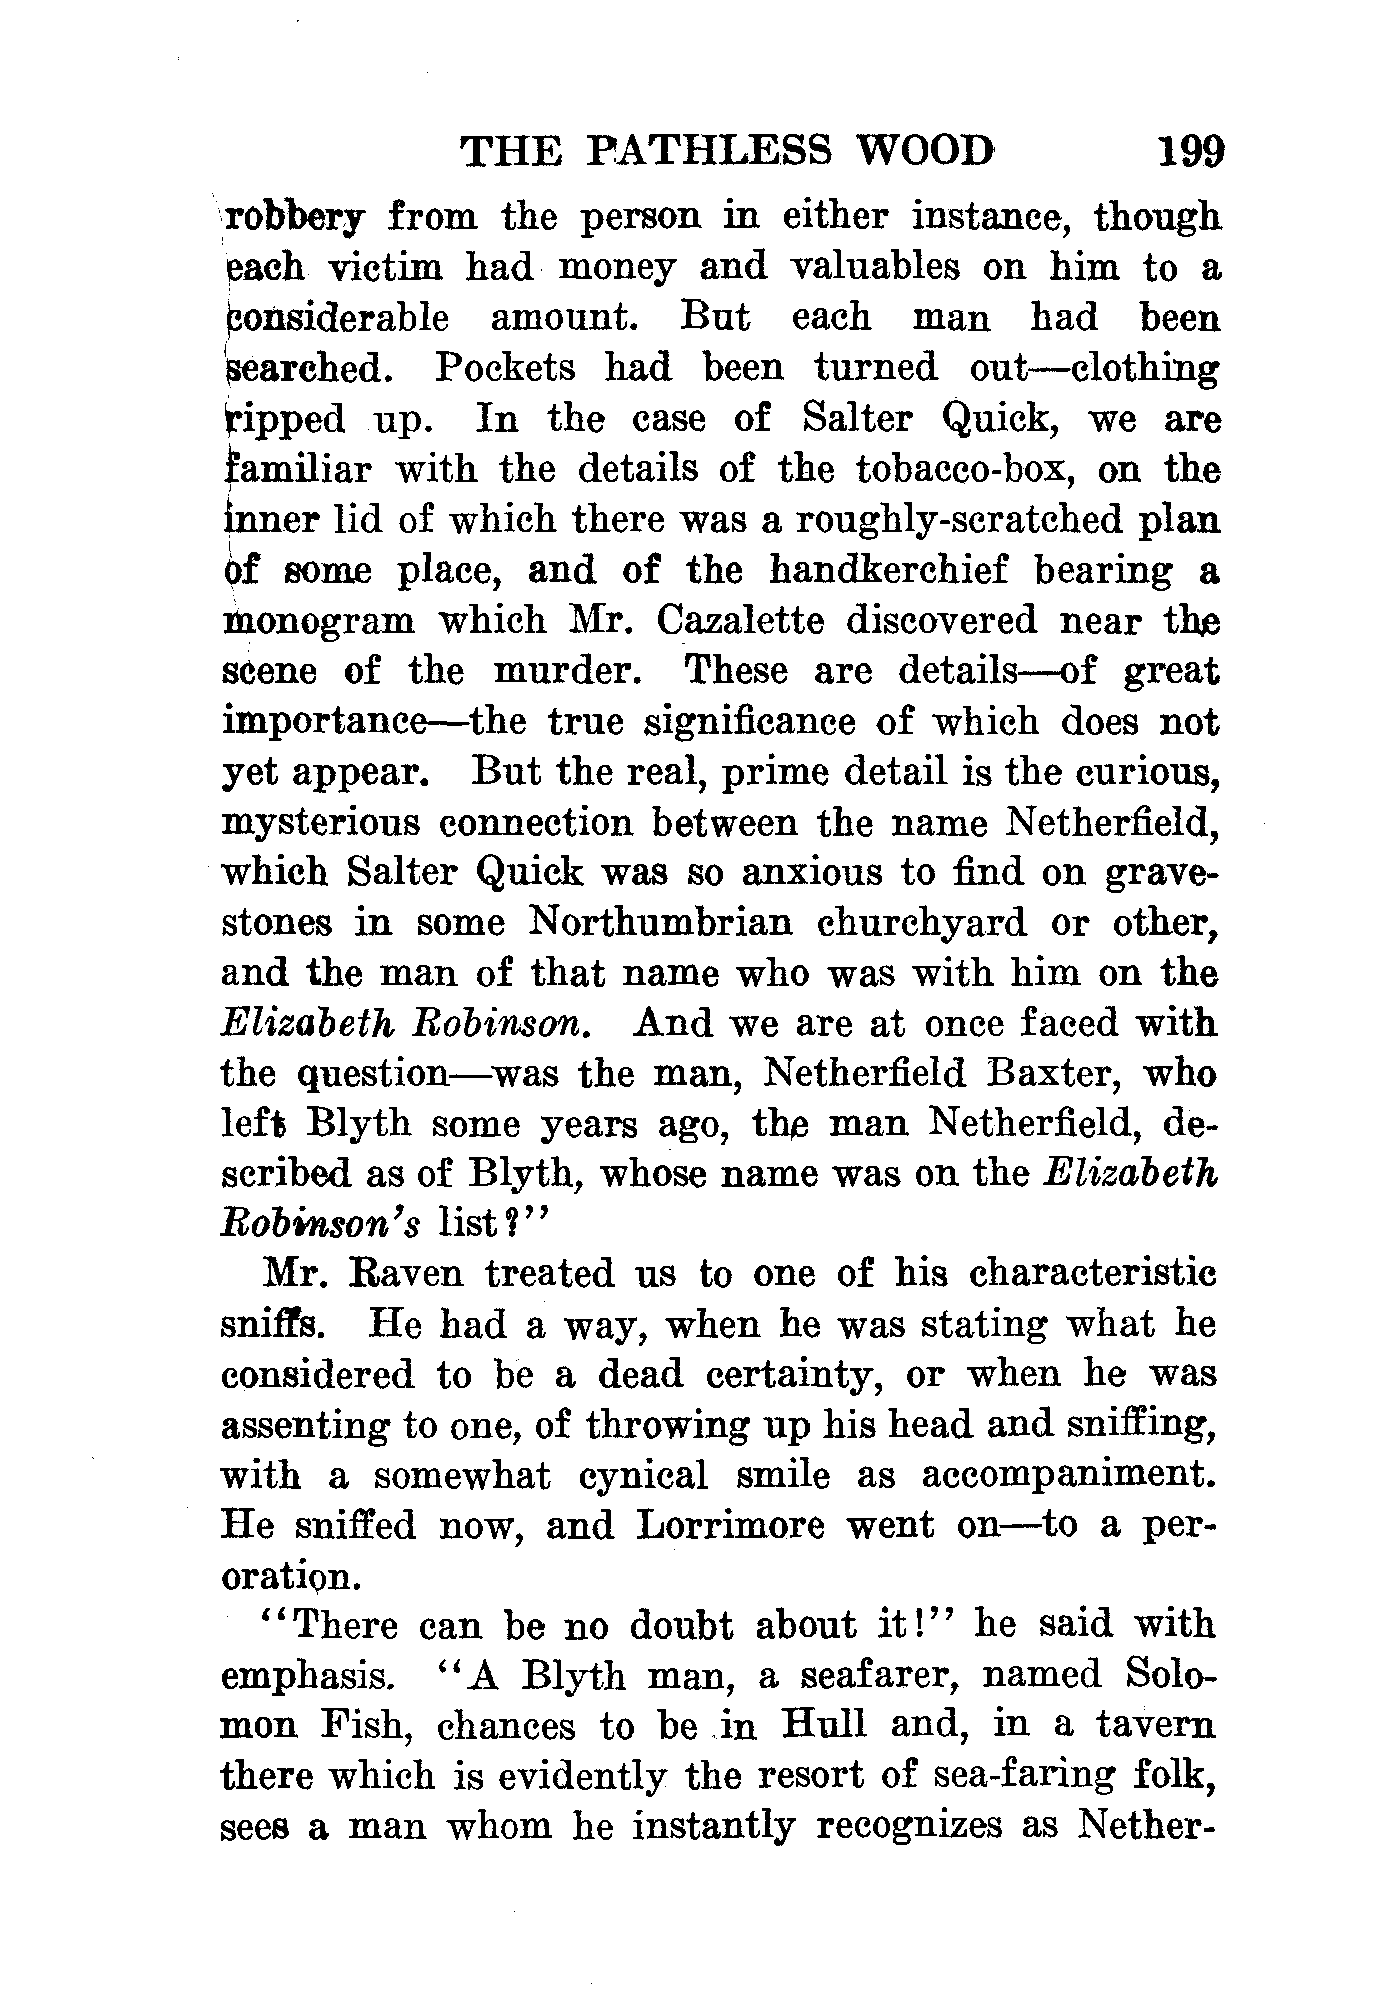 THE PATHLESS WOOD 199
robbery from the person in either instance, though
each victim had money and valuables on him to a
considerable amount. But each man had been
searched. Pockets had been turned out—clothing
ripped up. In the case of Salter Quick, we are
familiar with the details of the tobacco-box, on the
inner lid of which there was a roughly-scratched plan
of some place, and of the handkerchief bearing a
monogram which Mr. Cazalette discovered near the
scene of the murder. These are details—of great
importance—the true significance of which does not
yet appear. But the real, prime detail is the curious,
mysterious connection between the name Netherfield,
which Salter Quick was so anxious to find on grave-
stones in some Northumbrian churchyard or other,
and the man of that name who was with him on the
Elizabeth Robinson. And we are at once faced with
the question—was the man, Netherfield Baxter, who
left Blyth some years ago, the man Netherfield, de-
scribed as of Blyth, whose name was on the Elizabeth
Robinson's list?"
Mr. Raven treated us to one of his characteristic
sniffs. He had a way, when he was stating what he
considered to be a dead certainty, or when he was
assenting to one, of throwing up his head and sniffing,
with a somewhat cynical smile as accompaniment.
He sniffed now, and Lorrimore went on—to a per-
oration.
"There can be no doubt about it!" he said with
emphasis. "A Blyth man, a seafarer, named Solo-
mon Fish, chances to be in Hull and, in a tavern
there which is evidently the resort of sea-faring folk,
sees a man whom he instantly recognizes as Nether-